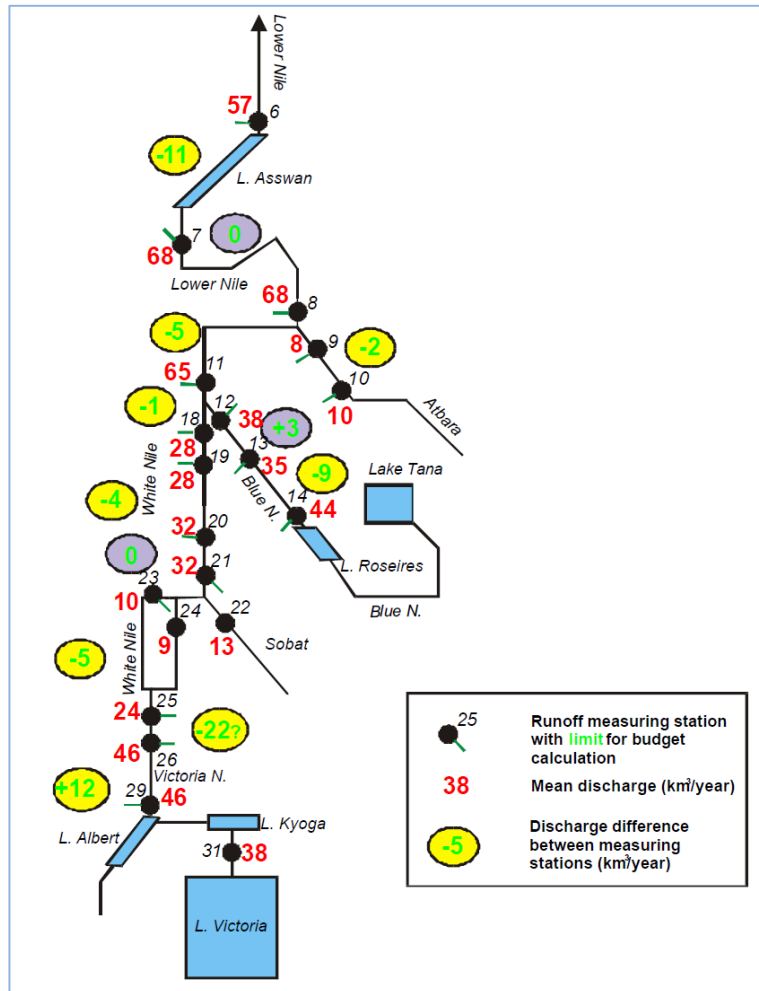 Lower Nile
57
6
-11
L. Asswan
7
0
68
Lower Nile
68
8
-5
8
9
-2
11
65
10
10
-1
12
Atbara
18
38
+3
13
28
19
White Nile
28
35
Blue N.
-9
Lake Tana
14
44
-4
32
20
L. Roseires
0
32
21
23
Blue N.
10
24
22
9
13
Sobat
-5
White Nile
24
25
-22?
46
26
Victoria N.
+12
29
46
L. Albert
L. Kyoga
31
38
L. Victoria
25
Runoff measuring station
with limit for budget
calculation
38
Mean discharge (km³/year)
-5
Discharge difference
between measuring
stations (km³/year)